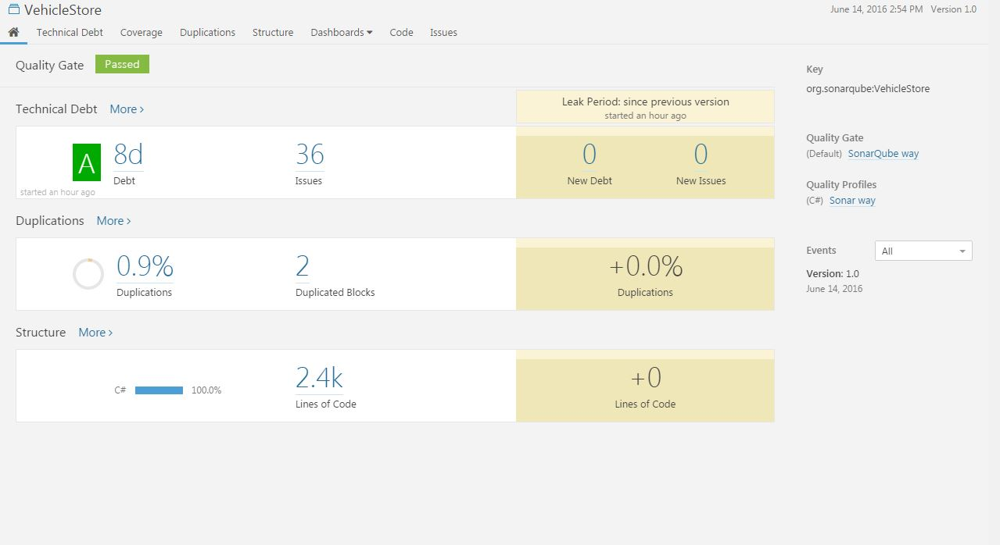 VehicleStore
June 14, 2016 2:54 PM Version 1.0
Technical Debt Coverage Duplications Structure Dashboards Code Issues
Quality Gate Passed
Technical Debt More
Leak Period: since previous version
started an hour ago
A
8d
Debt
started an hour ago
36
Issues
0
New Debt
0
New Issues
Duplications More
0.9%
Duplications
2
Duplicated Blocks
+0.0%
Duplications
Structure More
C# 100.0%
2.4k
Lines of Code
+0
Lines of Code
Key
org.sonarqube:VehicleStore
Quality Gate
(Default) SonarQube way
Quality Profiles
(C#) Sonar way
Events All
Version: 1.0
June 14, 2016